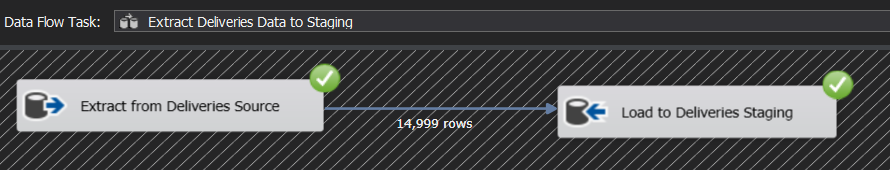 Data Flow Task: Extract Deliveries Data to Staging
Extract from Deliveries Source
14,999 rows
Load to Deliveries Staging